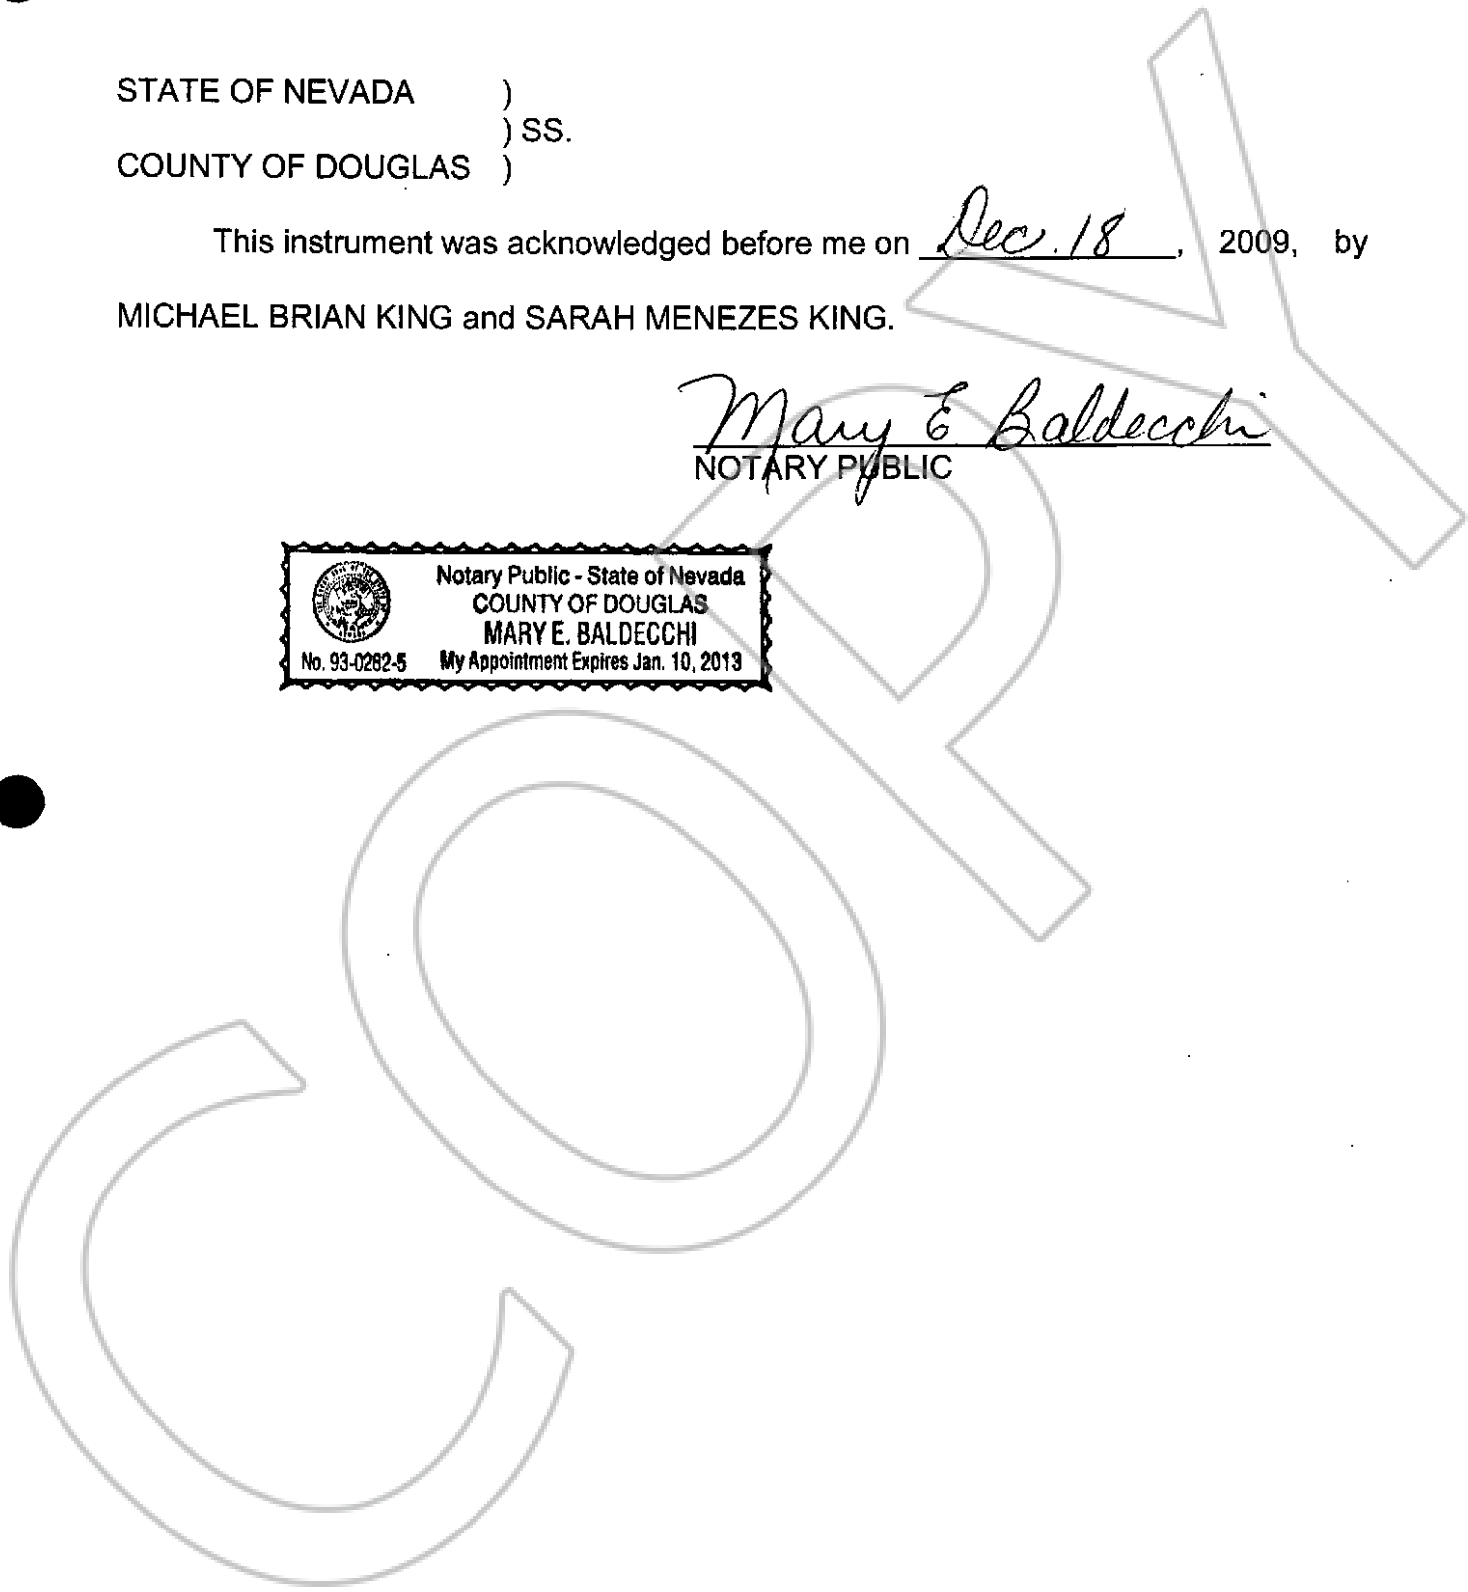 STATE OF NEVADA )
) SS.
COUNTY OF DOUGLAS )
This instrument was acknowledged before me on Dec. 18, 2009, by
MICHAEL BRIAN KING and SARAH MENEZES KING.
Mary E Baldecchi
NOTARY PUBLIC
Notary Public - State of Nevada
COUNTY OF DOUGLAS
MARY E. BALDECCHI
No. 93-0262-5 My Appointment Expires Jan. 10, 2013
COPY